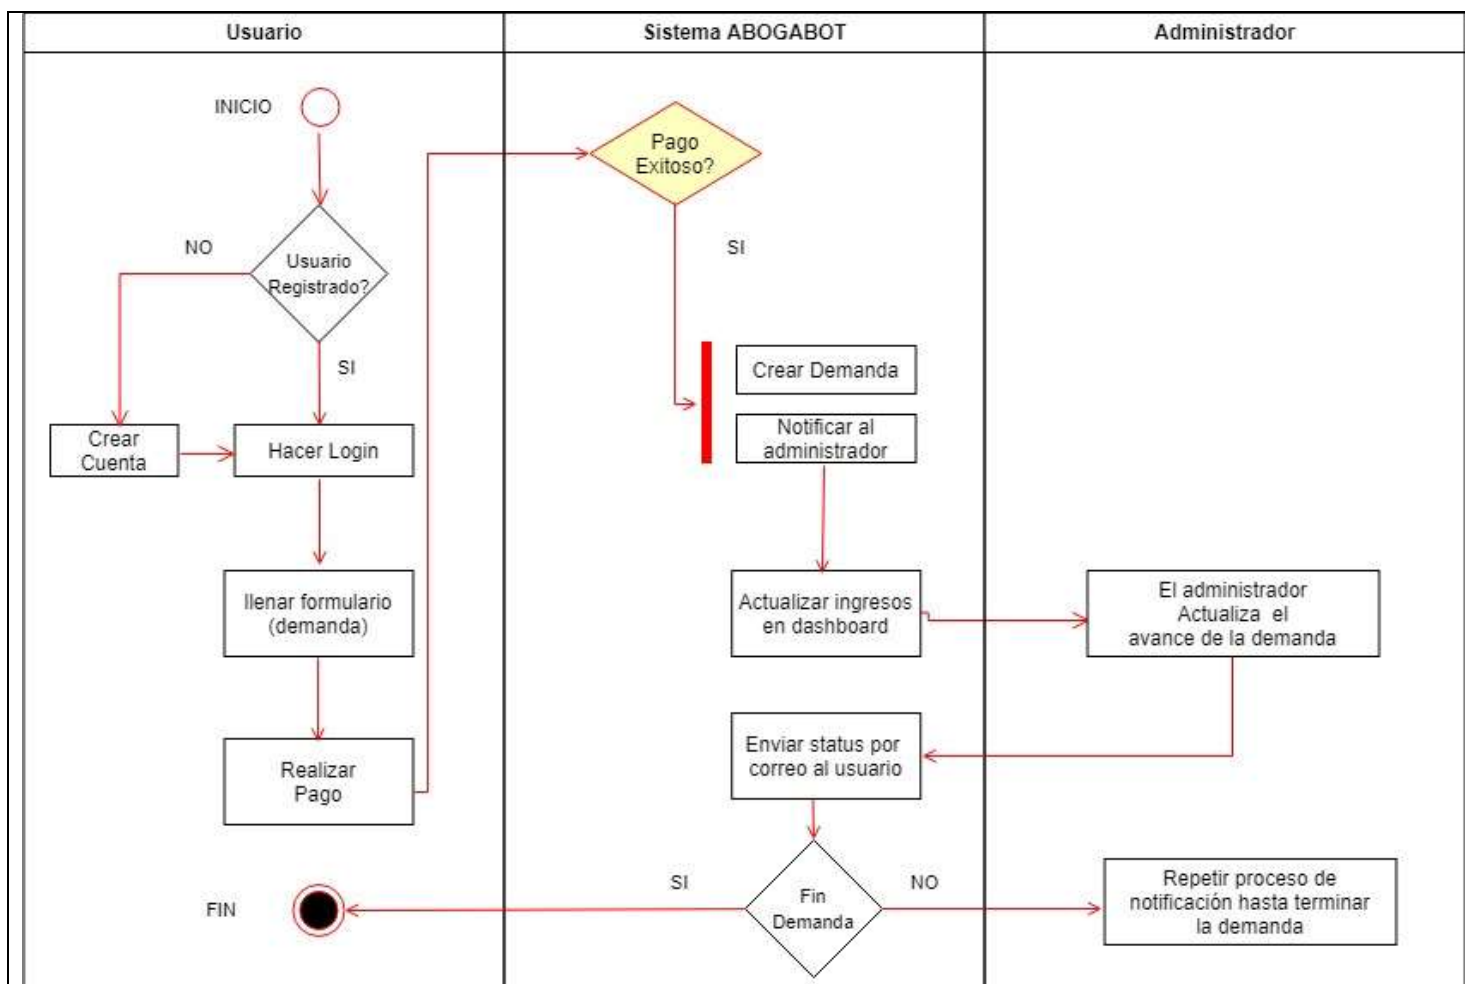 Usuario
Sistema ABOGABOT
Administrador
INICIO
Usuario
Registrado?
NO
SI
Crear
Cuenta
Hacer Login
llenar formulario
(demanda)
Realizar
Pago
FIN
Pago
Exitoso?
SI
Crear Demanda
Notificar al
administrador
Actualizar ingresos
en dashboard
El administrador
Actualiza el
avance de la demanda
Enviar status por
correo al usuario
Fin
Demanda
SI
NO
Repetir proceso de
notificación hasta terminar
la demanda